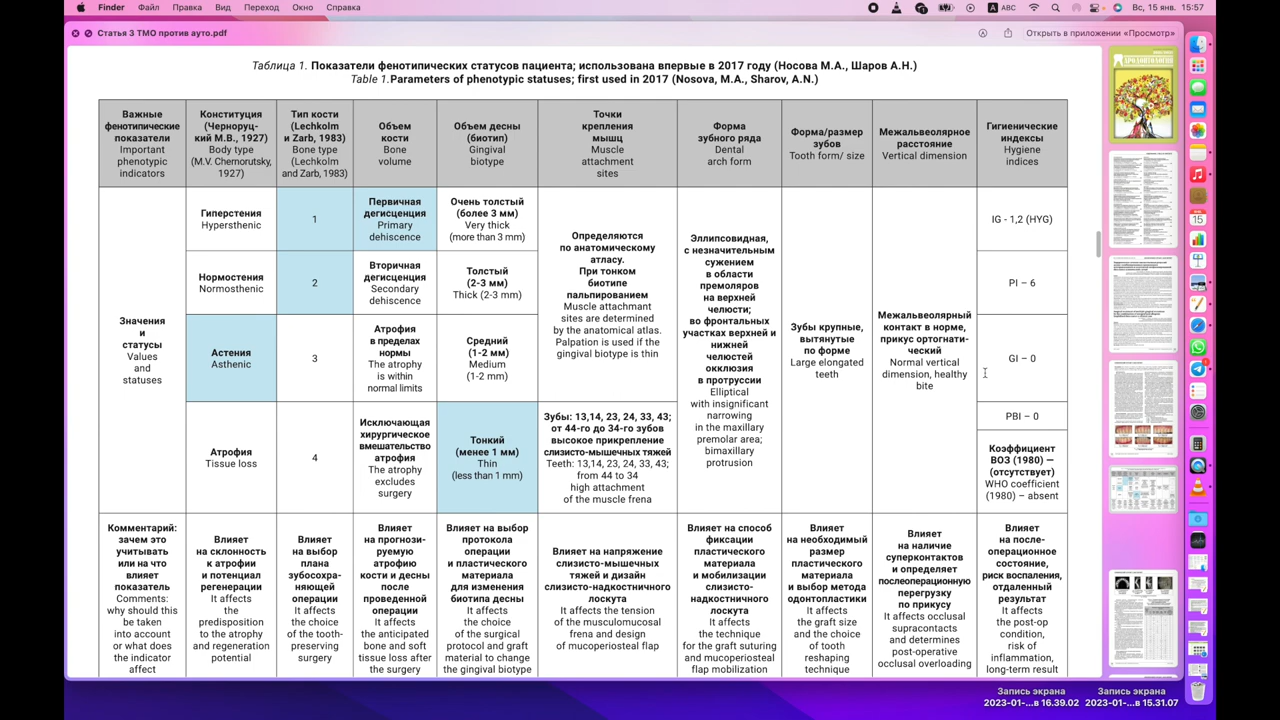 Finder Файл Правка Вид Переход Окно Справка ABC Вс, 15 янв. 15:57
Статья 3 ТМО против ауто.pdf
Открыть в приложении «Просмотр»
Таблица 1. Показатели фенотипических статусов пациента; использована впервые в 2017 году (Носова М.А., Шаров А.Н.)
Table 1.Parameters of phenotypic statuses; first used in 2017 (Nosova, M.A., Sharov, A.N.)
Важные
фенотипические
показатели
Important
phenotypic
indicators
Конституция
(Черноруц-
кий М.В., 1927)
Body type
(M.V. Chernorutsky,
1927)
Тип кости
(Lechkolm
и Zarb, 1983)
Bone type
(Lechkolm
and Zarb, 1983)
Объем
кости
Bone
volume
Объем десны
(биотип)
Gingival
biotype
Точки
крепления
мышц
Muscle
attachment
sites
Форма
зубного ряда
Dental
arch form
Форма/размер
зубов
Tooth form/ size
Межальвеолярное
расстояние
Vertical dimension
Гигиенические
индексы
Hygiene
indices
Значения
и
статусы
Values
and
statuses
Гиперстения
Hypersthenic
1
Первичная
дегисценция
Primary
dehiscence
Очень толстый
(более 3 мм)
Very thick
(more than 3 mm)
Нормостения
Normosthenic
2
Вторичная
дегисценция
Secondary
dehiscence
Толстый
(2-3 мм)
Thick (2-3 mm)
Астения
Asthenic
3
Атрофия
в пределах
нормы
The atrophy
is within
normal limits
Средний
(1-2 мм)
Medium
(1-2 mm)
Атрофия
Tissue loss
4
Исключающая
хирургическое
вмешательство
атрофия
The atrophy
excludes
surgery
Тонкий
(менее 1 мм)
Thin
(less than 1 mm)
Определяются
по анатомическому
атласу.
При тонком
биотипе
пальпированием
Muscle attachmant
sites are determined
by the anatomical atlas.
Palpation is used if the
gingival biotype is thin
Зубы: 13,14, 23, 24, 33, 43;
от 44-го до 34-го зубов
высокое прикрепление
слизисто-мышечных тяжей
Teeth: 13,14, 23, 24, 33, 43;
from 44 to 34
high attachment
of the muscle frena
Эллипсовидная,
с незначительным
сужением
в области
премоляров
на верхней
челюсти;
во фронтальных
участках верхней и
нижней
челюстей
окклюзия
в протрузии
Elliptical
with insignificant
narrowing
in the maxillary
premolar area;
bimaxillary
protrusion
Зубы крупные,
вытянутые
по форме
Large elongated
teeth
Межальвеолярный
контакт в норме,
прикус ортогнати-
ческий
Normal vertical
dimension, healthy
bite
IG - 1,2 (HYG)
PI – 6
GI – 0
PBI – 0
Коэффициент
ВОЗ (1980) —
(отсутствует)
WHO coefficient
(1980) – absent
Комментарий:
зачем это
учитывать
или на что
влияет
показатель
Comments:
why should this
be taken
into account
or what does
the indicator
affect
Влияет
на склонность
к атрофии
и потенциал
регенерации
It affects
the
predisposition
to the atrophy
and regeneration
potential
Влияет
на выбор
плана
зубосохра-
няющей
операции
It affects
the choice
of the tooth-
preserving
surgery
Влияет
на прогнози-
руемую
атрофию
кости и десны
после
проведенной
операции
It affects
the anticipated
bone and soft
tissue loss after
the surgery
Влияет на выбор
протокола
операции
и пластического
материала
для изменения
биотипа десны
It affects
the choice
of the surgical
protocol and graft
material to change
the gingival biotype
Влияет на напряжение
слизисто-мышечных
тяжей и дизайн
слизисто-надкостничного
лоскута
It affects the tension
of the musculomucosal
frena and design
of mucoperiosteal flap
Влияет на способ
фиксации
пластического
материала
и мобилизации
слизисто-
надкостничного
лоскута
It affects
the technique
for the graft suturing
and mucoperiosteal
flap mobilization
Влияет
на необходимый
размер
пластического
материала
и выбор метода
одонтопластики
It affects
the graft size
and the choice
of tooth
reshaping
technique
Влияет
на наличие
суперконтактов
и определяет
послеоперационную
перегрузку
по прикусу
It affects occlusal
supracontacts
and determines
post-operative
occlusal overloading
Влияет
на после-
операционное
состояние,
риск воспаления,
отдаленный
результат
It affects
the post-op
condition,
risk of
inflammation,
long-term result
Запись экрана
2023-01-...в 16.39.02
Запись экрана
2023-01-...в 15.31.07